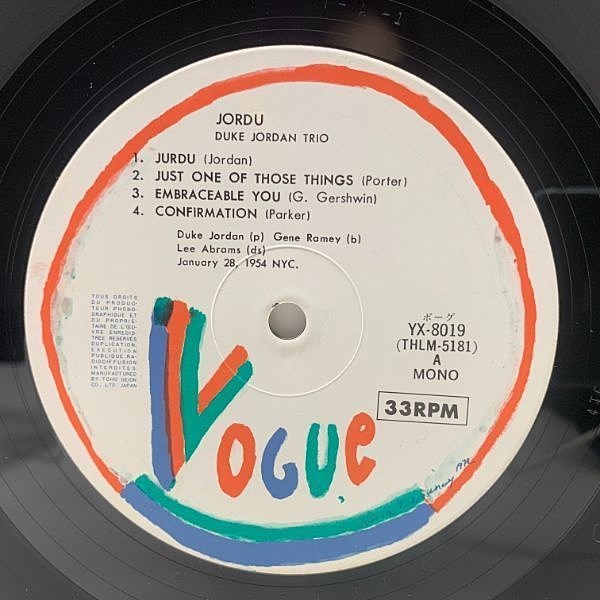 JORDU
DUKE JORDAN TRIO
1. JURDU (Jordan)
2. JUST ONE OF THOSE THINGS (Porter)
3. EMBRACEABLE YOU (G. Gershwin)
4. CONFIRMATION (Parker)
Duke Jordan (p) Gene Ramey (b)
Lee Abrams (ds)
January 28, 1954 NYC.
TOUS DROITS
DU PRODUC-
TEUR PHONO-
GRAPHIQUE ET
DU PROPRIE-
TAIRE DE L'ŒU-
VRE ENREGIS-
TREE RESERVES
DUPLICATION,
EXECUTION
PUBLIQUE, RA-
DIODIFFUSION
INTERDITES.
MANUFACTURED
BY TOHO GEION
CO., LTD. JAPAN
ボーグ
YX-8019
(THLM-5181)
A
MONO
33RPM
VOGUE